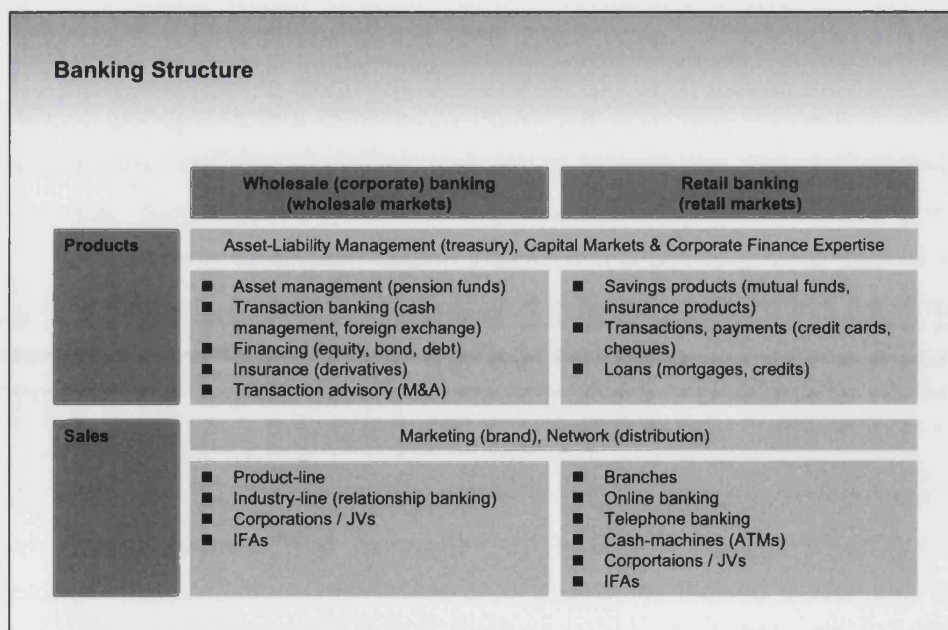 Banking Structure
Wholesale (corporate) banking
(wholesale markets)
Retail banking
(retail markets)
Products
Asset-Liability Management (treasury), Capital Markets & Corporate Finance Expertise
■ Asset management (pension funds)
■ Transaction banking (cash
management, foreign exchange)
■ Financing (equity, bond, debt)
■ Insurance (derivatives)
■ Transaction advisory (M&A)
■ Savings products (mutual funds,
insurance products)
■ Transactions, payments (credit cards,
cheques)
■ Loans (mortgages, credits)
Sales
Marketing (brand), Network (distribution)
■ Product-line
■ Industry-line (relationship banking)
■ Corporations / JVs
■ IFAs
■ Branches
■ Online banking
■ Telephone banking
■ Cash-machines (ATMs)
■ Corportaions / JVs
■ IFAs